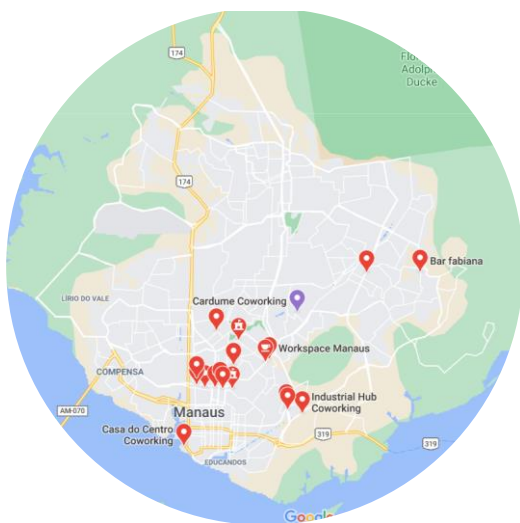 174
Flo
Adolp
Ducke
174
Bar fabiana
Cardume Coworking
LÍRIO DO VALE
Workspace Manaus
COMPENSA
Industrial Hub
Coworking
AM-070
Manaus
Casa do Centro
Coworking
319
319
EDUCANDOS
Google